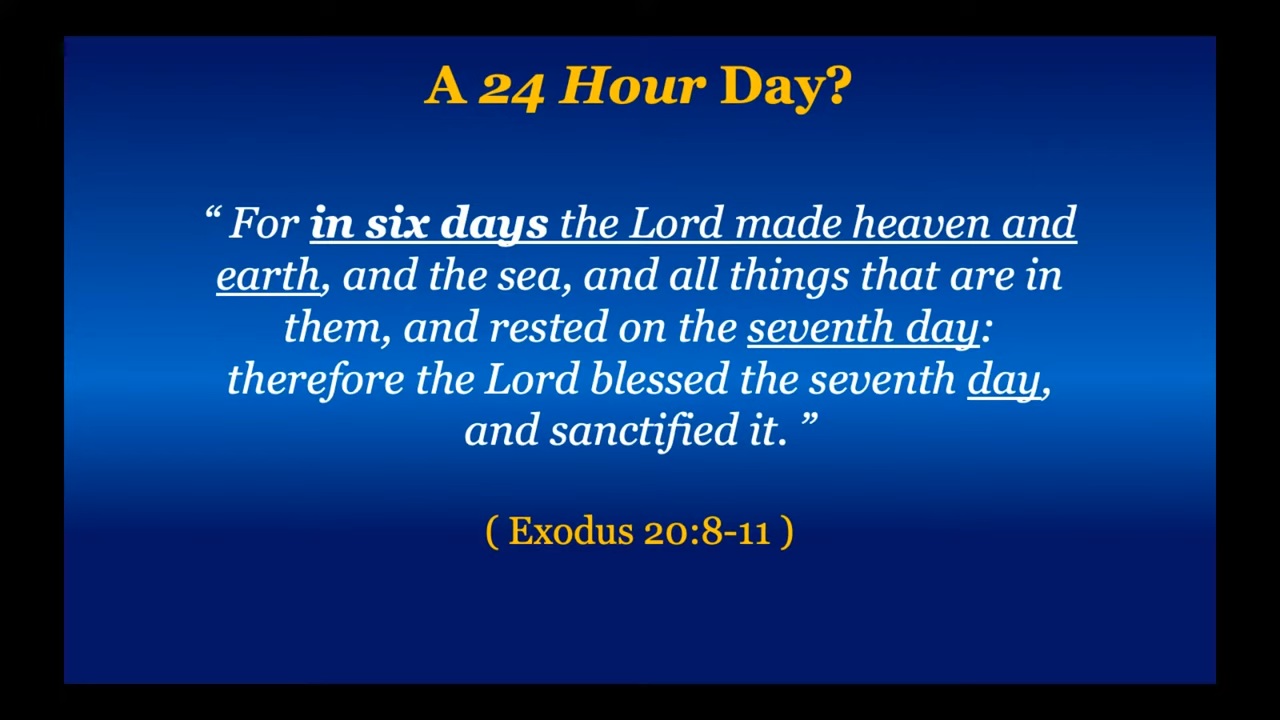 A 24 Hour Day?
“ For in six days the Lord made heaven and
earth, and the sea, and all things that are in
them, and rested on the seventh day:
therefore the Lord blessed the seventh day,
and sanctified it. ”
( Exodus 20:8-11 )